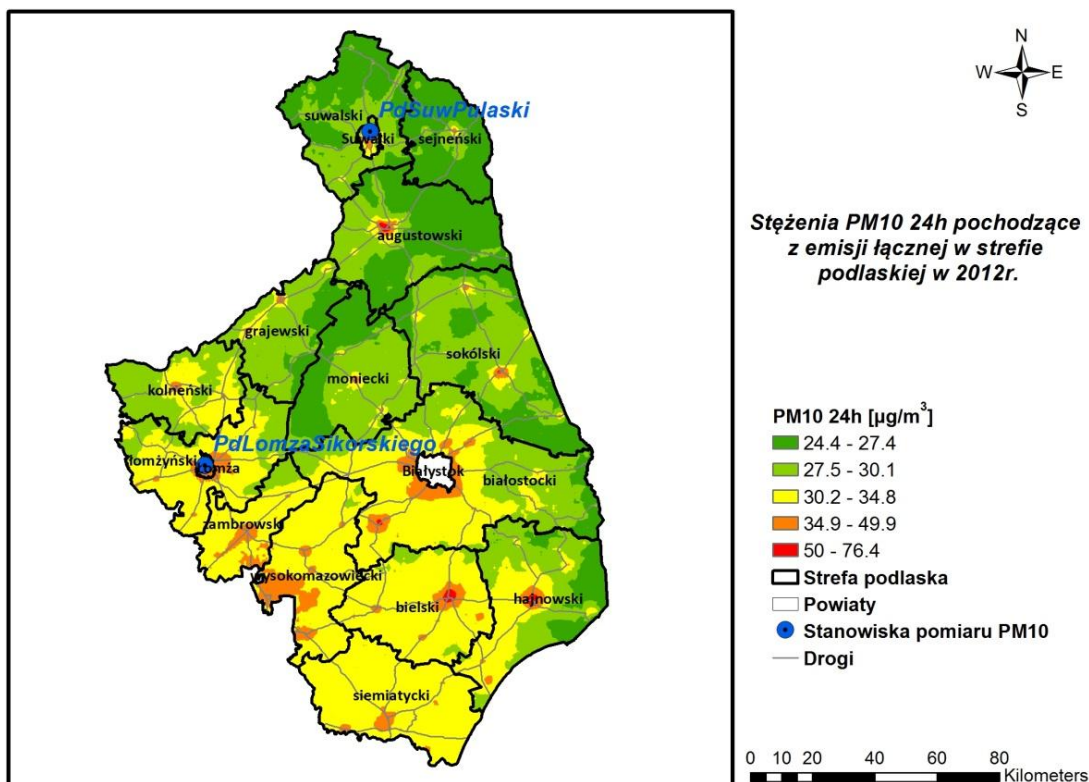 PdSuwPulaski
suwalski
Suwałki
sejneński
augustowski
grajewski
sokólski
kolneński
moniecki
PdLomzaSikorskiego
łomżyński
Łomża
Białystok
białostocki
zambrowski
wysokomazowiecki
bielski
hajnowski
siemiatycki
N
W E
S
Stężenia PM10 24h pochodzące
z emisji łącznej w strefie
podlaskiej w 2012r.
PM10 24h [µg/m³]
24.4 - 27.4
27.5 - 30.1
30.2 - 34.8
34.9 - 49.9
50 - 76.4
Strefa podlaska
Powiaty
Stanowiska pomiaru PM10
Drogi
0 10 20 40 60 80
Kilometers